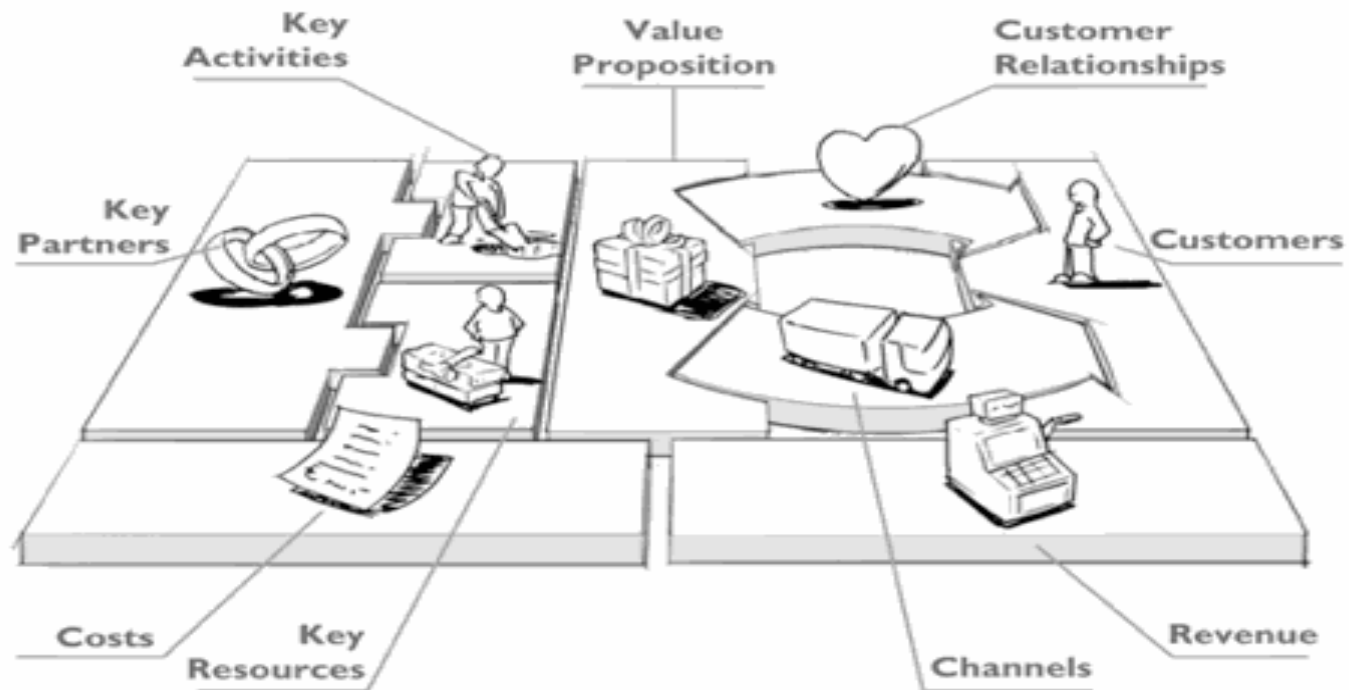 Key
Activities
Value
Proposition
Customer
Relationships
Key
Partners
Customers
Costs
Key
Resources
Channels
Revenue